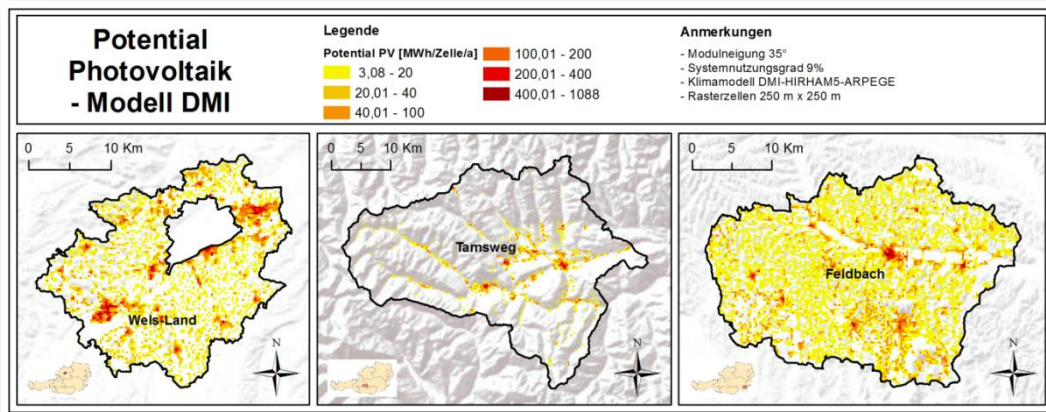 Potential
Photovoltaik
- Modell DMI
Legende
Potential PV [MWh/Zelle/a]
3,08 - 20
20,01 - 40
40,01 - 100
100,01 - 200
200,01 - 400
400,01 - 1088
Anmerkungen
- Modulneigung 35°
- Systemnutzungsgrad 9%
- Klimamodell DMI-HIRHAM5-ARPEGE
- Rasterzellen 250 m x 250 m
0 5 10 Km
Wels-Land
N
0 5 10 Km
Tamsweg
N
0 5 10 Km
Feldbach
N